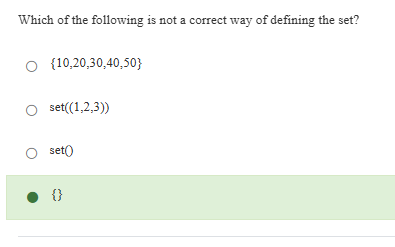 Which of the following is not a correct way of defining the set?
{10,20,30,40,50}
set((1,2,3))
set()
{}